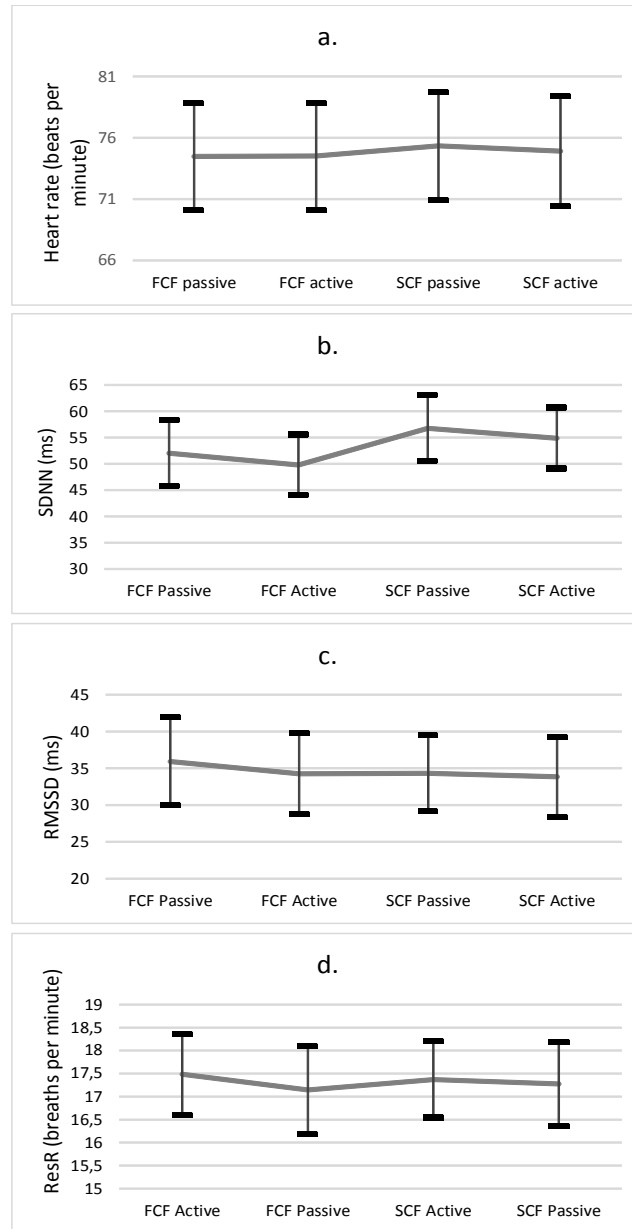 a.
Heart rate (beats per
minute)
81
76
71
66
FCF passive FCF active SCF passive SCF active
b.
SDNN (ms)
65
60
55
50
45
40
35
30
FCF Passive FCF Active SCF Passive SCF Active
c.
RMSSD (ms)
45
40
35
30
25
20
FCF Passive FCF Active SCF Passive SCF Active
d.
ResR (breaths per minute)
19
18,5
18
17,5
17
16,5
16
15,5
15
FCF Active FCF Passive SCF Active SCF Passive